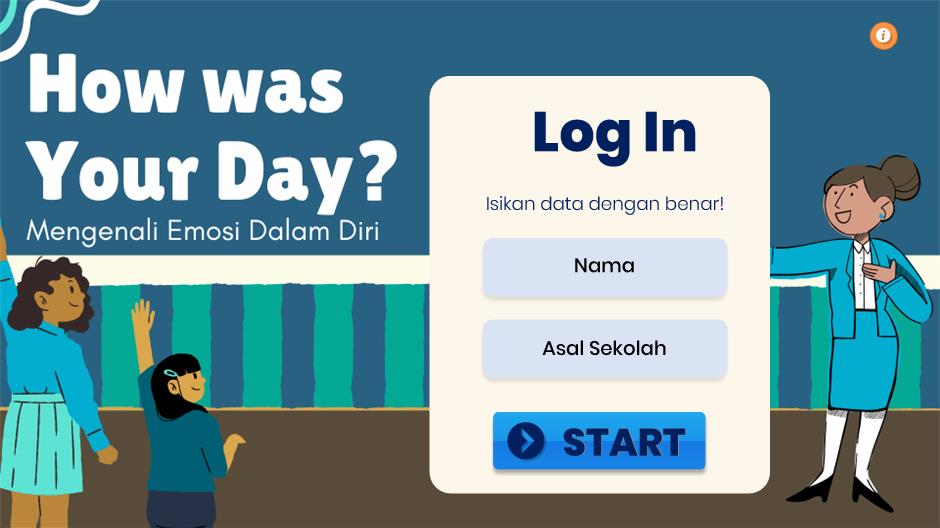 How was
Your Day?
Mengenali Emosi Dalam Diri
i
Log In
Isikan data dengan benar!
Nama
Asal Sekolah
START